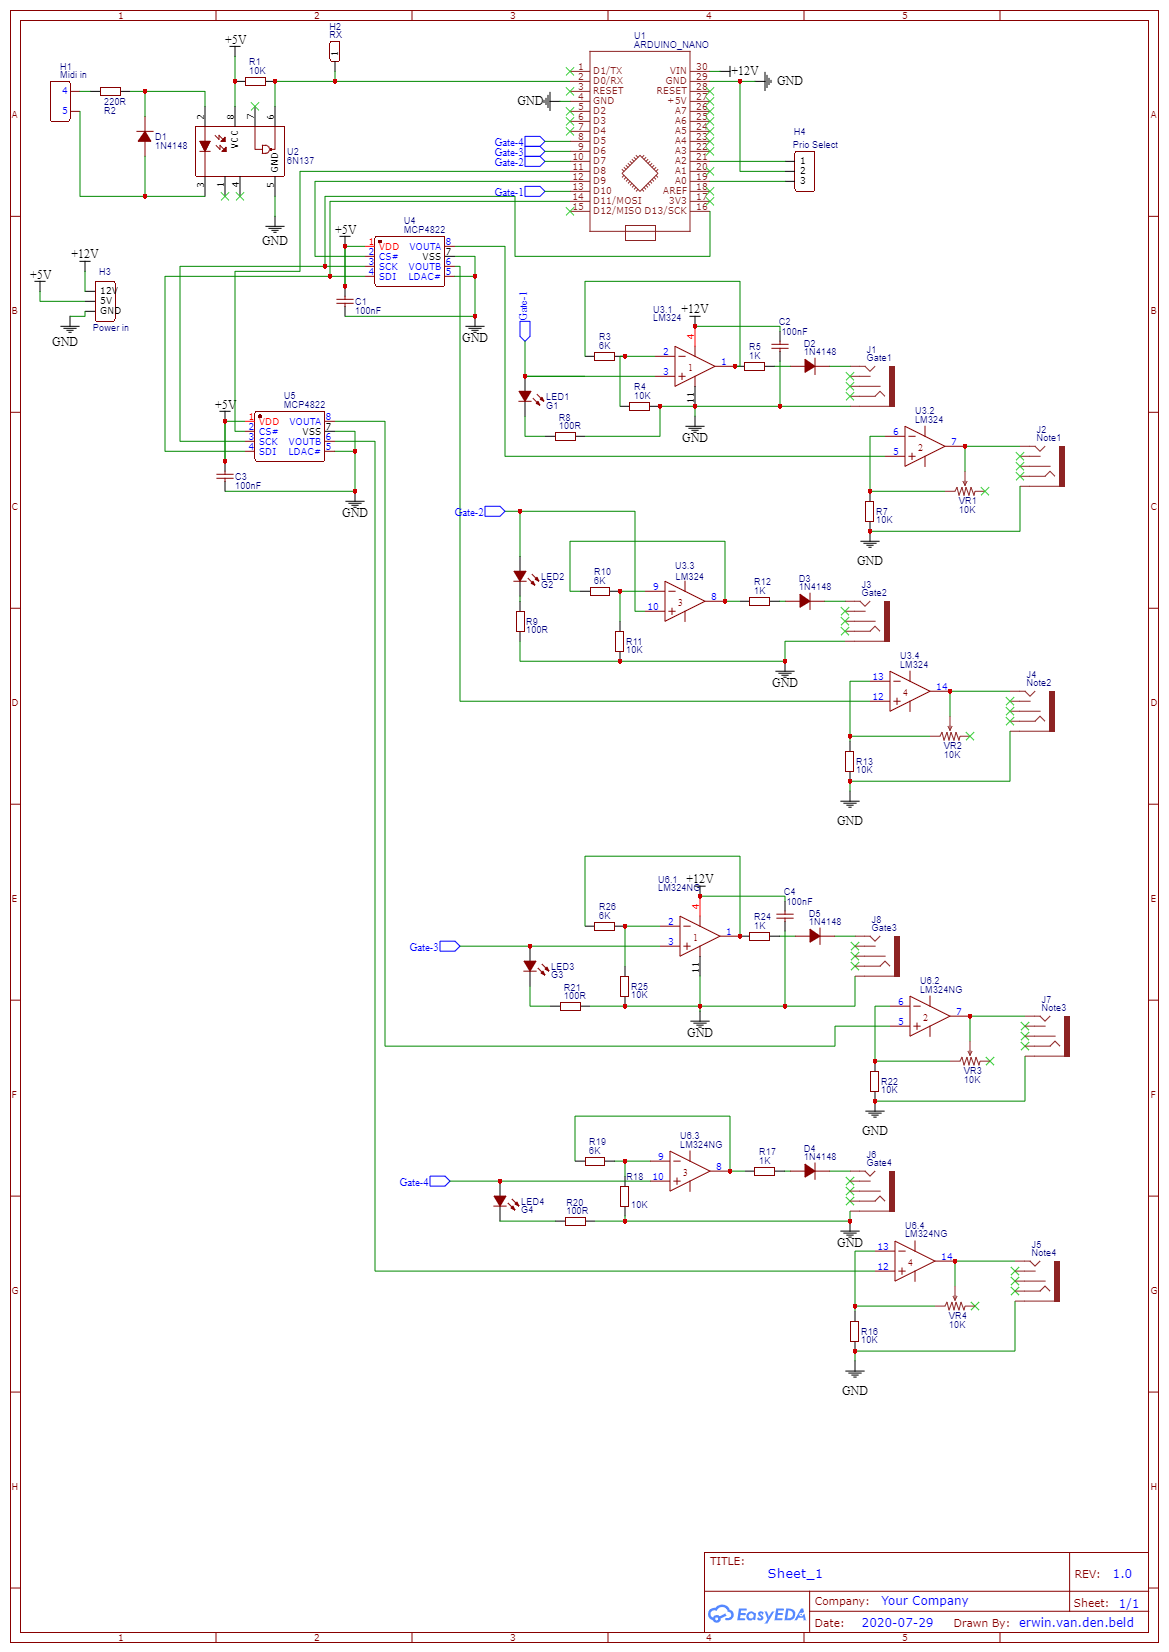 1 2 3 4 5
A
B
C
D
E
F
G
H
H1
Midi in
4
5
220R
R2
D1
1N4148
+5V
R1
10K
H2
RX
1
2 8 7 6
VCC
GND
3 1 4 5
U2
6N137
GND
U1
ARDUINO_NANO
1 D1/TX
2 D0/RX
3 RESET
4 GND
5 D2
6 D3
7 D4
8 D5
9 D6
10 D7
11 D8
12 D9
13 D10
14 D11/MOSI
15 D12/MISO
VIN 30
GND 29
RESET 28
+5V 27
A7 26
A6 25
A5 24
A4 23
A3 22
A2 21
A1 20
A0 19
AREF 18
3V3 17
D13/SCK 16
GND
+12V
GND
Gate-4
Gate-3
Gate-2
Gate-1
H4
Prio Select
1
2
3
+5V
+12V
H3
12V
5V
GND
Power in
GND
+5V
U4
MCP4822
1 VDD VOUTA 8
2 CS# VSS 7
3 SCK VOUTB 6
4 SDI LDAC# 5
C1
100nF
GND
+5V
U5
MCP4822
1 VDD VOUTA 8
2 CS# VSS 7
3 SCK VOUTB 6
4 SDI LDAC# 5
C3
100nF
GND
Gate-1
R3
6K
U3.1
LM324
+12V
4
2
3
1
1
11
R4
10K
LED1
G1
R8
100R
GND
R5
1K
C2
100nF
D2
1N4148
J1
Gate1
U3.2
LM324
6
5
2
7
VR1
10K
R7
10K
GND
J2
Note1
Gate-2
LED2
G2
R9
100R
R10
6K
R11
10K
U3.3
LM324
9
10
3
8
R12
1K
D3
1N4148
J3
Gate2
GND
U3.4
LM324
13
12
4
14
VR2
10K
R13
10K
GND
J4
Note2
Gate-3
LED3
G3
R21
100R
R26
6K
R25
10K
U6.1
LM324NG
+12V
4
2
3
1
1
11
GND
R24
1K
C4
100nF
D5
1N4148
J8
Gate3
U6.2
LM324NG
6
5
2
7
VR3
10K
R22
10K
GND
J7
Note3
Gate-4
LED4
G4
R20
100R
R19
6K
R18
10K
U6.3
LM324NG
9
10
3
8
R17
1K
D4
1N4148
J6
Gate4
GND
U6.4
LM324NG
13
12
4
14
VR4
10K
R16
10K
GND
J5
Note4
TITLE:
Sheet_1
REV: 1.0
EasyEDA
Company: Your Company
Sheet: 1/1
Date: 2020-07-29 Drawn By: erwin.van.den.beld
A
B
C
D
E
F
G
H
1 2 3 4 5